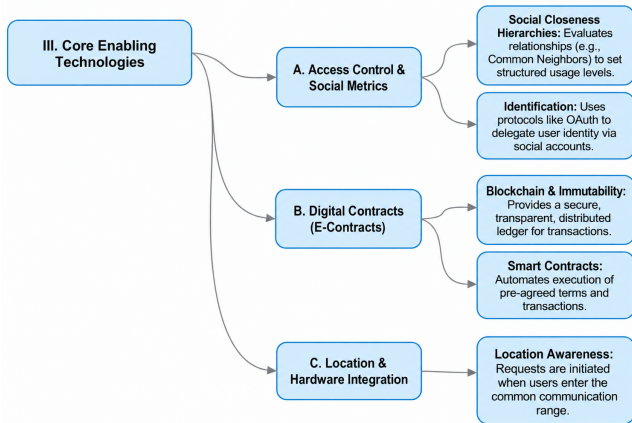 III. Core Enabling
Technologies
A. Access Control &
Social Metrics
Social Closeness
Hierarchies: Evaluates
relationships (e.g.,
Common Neighbors) to set
structured usage levels.
Identification: Uses
protocols like OAuth to
delegate user identity via
social accounts.
B. Digital Contracts
(E-Contracts)
Blockchain & Immutability:
Provides a secure,
transparent, distributed
ledger for transactions.
Smart Contracts:
Automates execution of
pre-agreed terms and
transactions.
C. Location &
Hardware Integration
Location Awareness:
Requests are initiated
when users enter the
common communication
range.